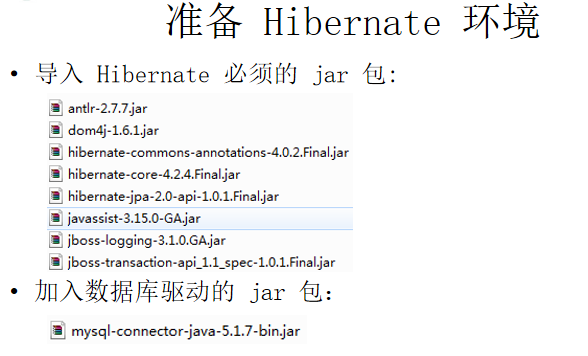 准备 Hibernate 环境
• 导入 Hibernate 必须的 jar 包:
antlr-2.7.7.jar
dom4j-1.6.1.jar
hibernate-commons-annotations-4.0.2.Final.jar
hibernate-core-4.2.4.Final.jar
hibernate-jpa-2.0-api-1.0.1.Final.jar
javassist-3.15.0-GA.jar
jboss-logging-3.1.0.GA.jar
jboss-transaction-api_1.1_spec-1.0.1.Final.jar
• 加入数据库驱动的 jar 包：
mysql-connector-java-5.1.7-bin.jar